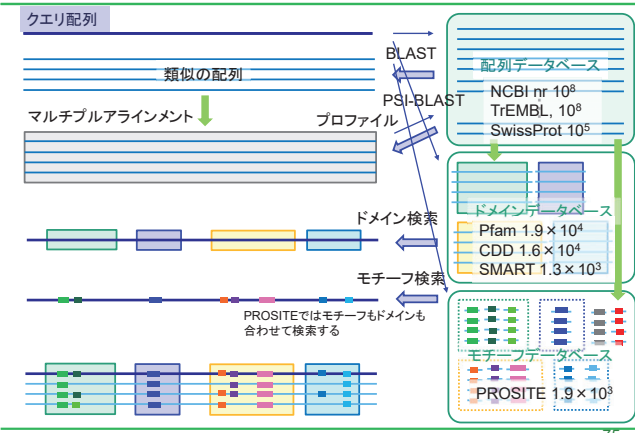 クエリ配列
BLAST
類似の配列
配列データベース
NCBI nr 10⁸
TrEMBL, 10⁸
SwissProt 10⁵
PSI-BLAST
マルチプルアラインメント
プロファイル
ドメイン検索
ドメインデータベース
Pfam 1.9×10⁴
CDD 1.6×10⁴
SMART 1.3×10³
モチーフ検索
PROSITEではモチーフもドメインも
合わせて検索する
モチーフデータベース
PROSITE 1.9×10³